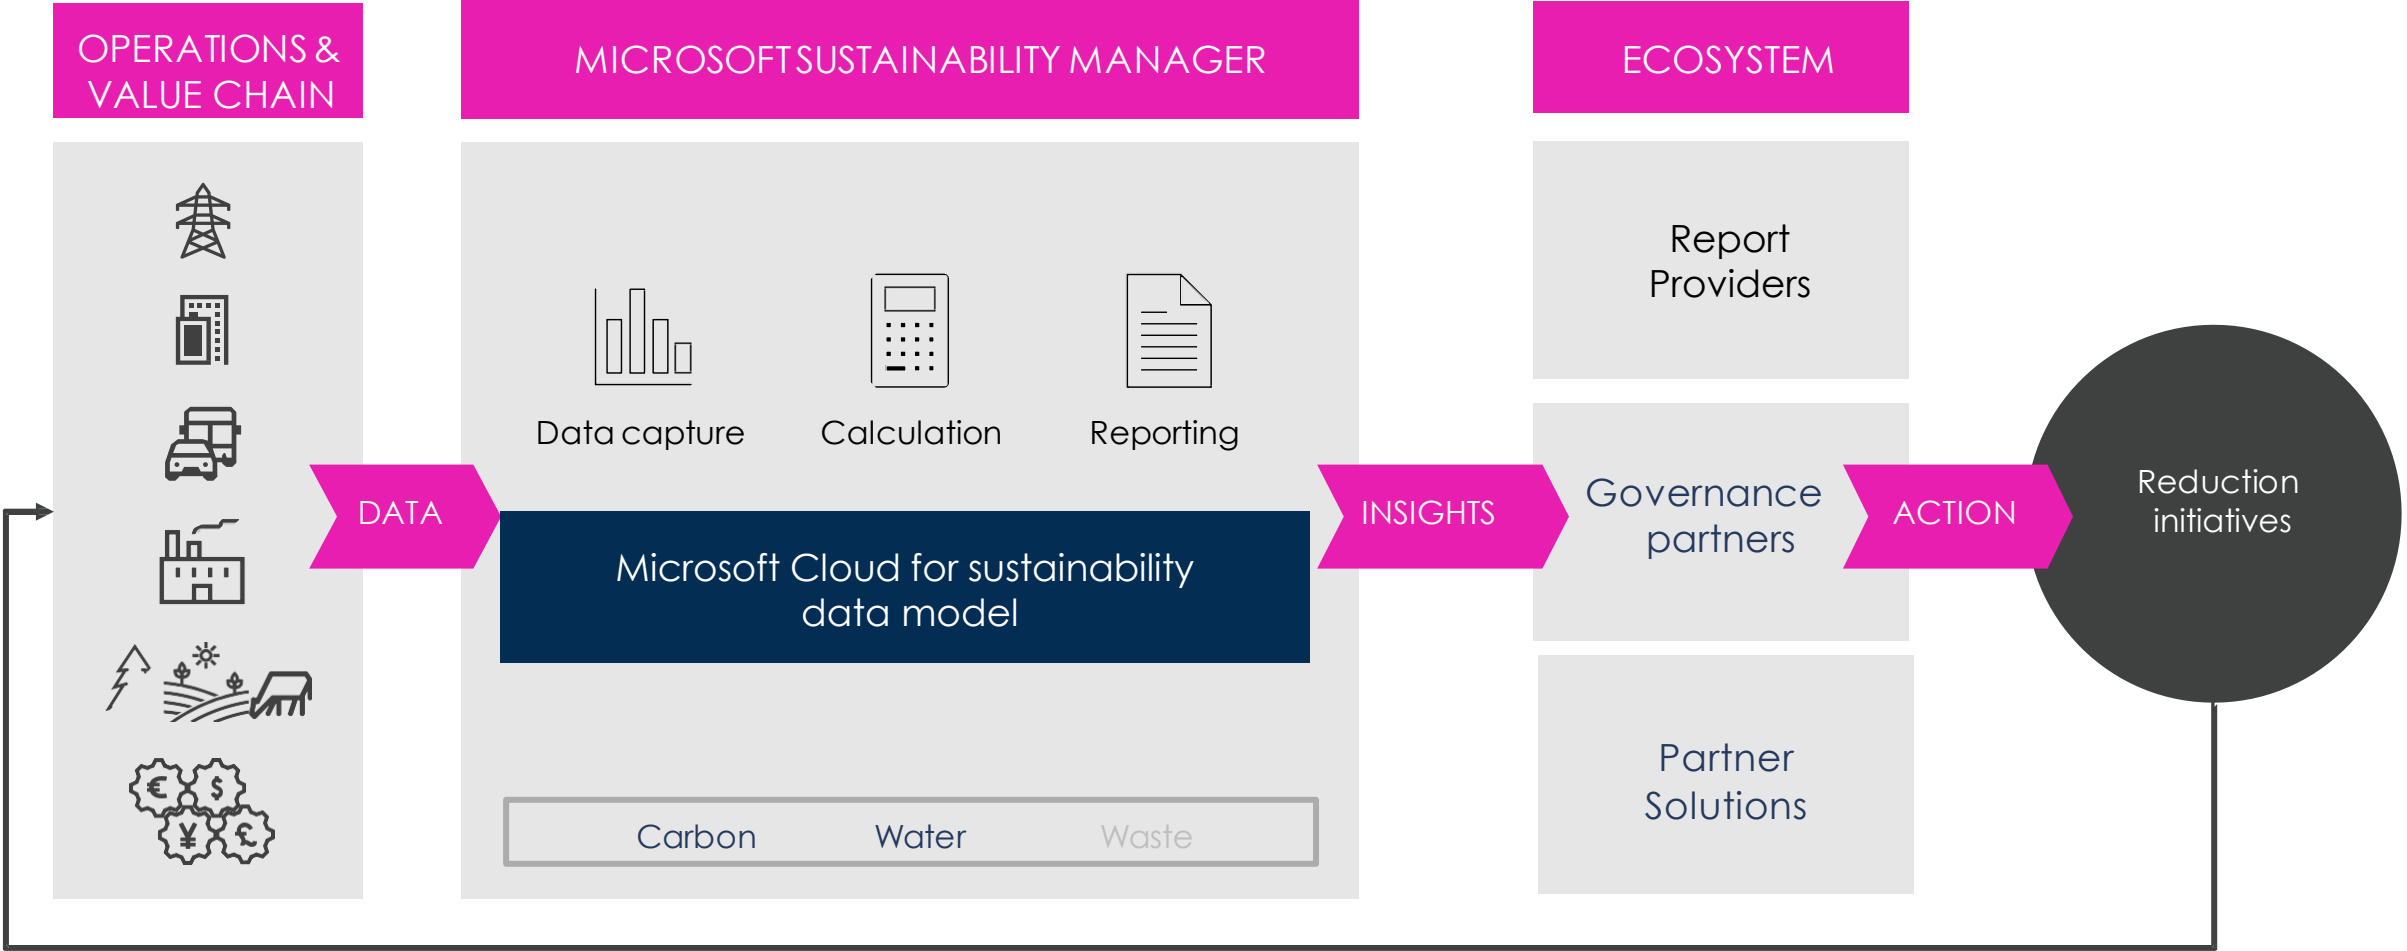 OPERATIONS &
VALUE CHAIN
MICROSOFT SUSTAINABILITY MANAGER
ECOSYSTEM
Data capture
Calculation
Reporting
DATA
Microsoft Cloud for sustainability
data model
Carbon
Water
Waste
INSIGHTS
Report
Providers
Governance
partners
Partner
Solutions
ACTION
Reduction
initiatives
€
$
¥
£